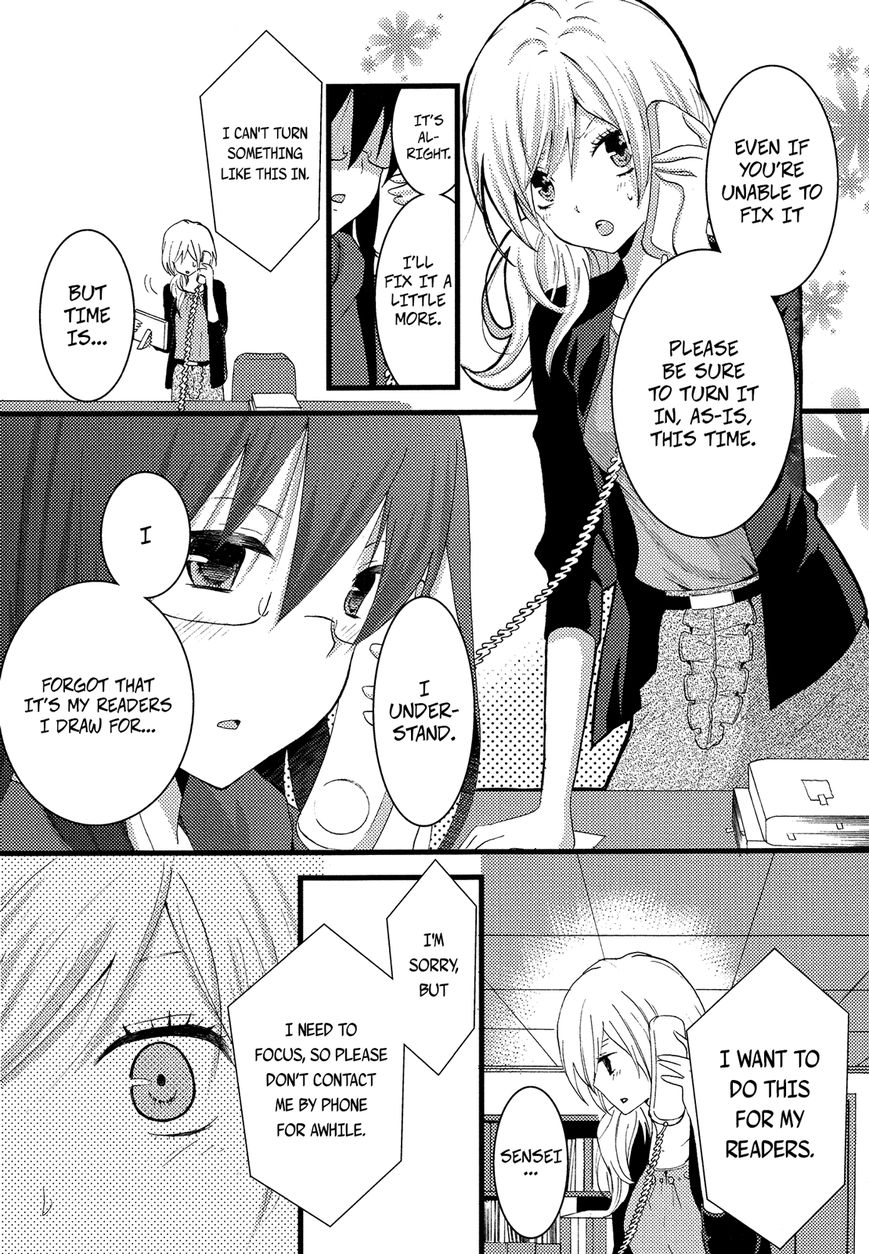 EVEN IF
YOU'RE
UNABLE TO
FIX IT
PLEASE
BE SURE
TO TURN IT
IN, AS-IS,
THIS TIME.
IT'S
AL-
RIGHT.
I'LL
FIX IT A
LITTLE
MORE.
I CAN'T TURN
SOMETHING
LIKE THIS IN.
BUT
TIME
IS...
I
UNDER-
STAND.
I
FORGOT THAT
IT'S MY READERS
I DRAW FOR...
I WANT TO
DO THIS
FOR MY
READERS.
SENSEI
...
I'M
SORRY,
BUT
I NEED TO
FOCUS, SO PLEASE
DON'T CONTACT
ME BY PHONE
FOR AWHILE.